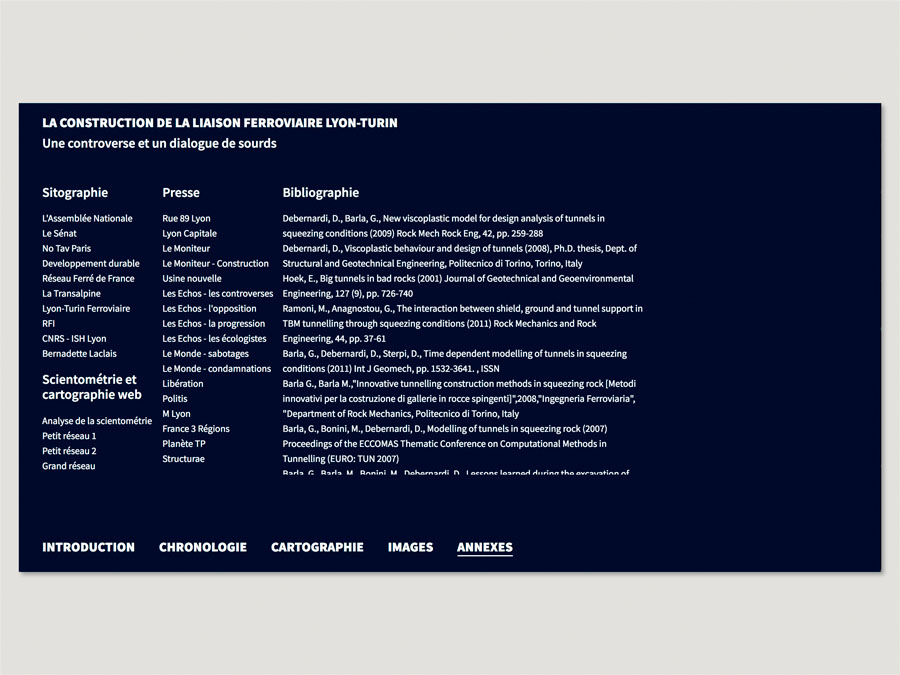 LA CONSTRUCTION DE LA LIAISON FERROVIAIRE LYON-TURIN
Une controverse et un dialogue de sourds
Sitographie
L'Assemblée Nationale
Le Sénat
No Tav Paris
Developpement durable
Réseau Ferré de France
La Transalpine
Lyon-Turin Ferroviaire
RFI
CNRS - ISH Lyon
Bernadette Laclais
Scientométrie et
cartographie web
Analyse de la scientométrie
Petit réseau 1
Petit réseau 2
Grand réseau
Presse
Rue 89 Lyon
Lyon Capitale
Le Moniteur
Le Moniteur - Construction
Usine nouvelle
Les Echos - les controverses
Les Echos - l'opposition
Les Echos - la progression
Les Echos - les écologistes
Le Monde - sabotages
Le Monde - condamnations
Libération
Politis
M Lyon
France 3 Régions
Planète TP
Structurae
Bibliographie
Debernardi, D., Barla, G., New viscoplastic model for design analysis of tunnels in
squeezing conditions (2009) Rock Mech Rock Eng, 42, pp. 259-288
Debernardi, D., Viscoplastic behaviour and design of tunnels (2008), Ph.D. thesis, Dept. of
Structural and Geotechnical Engineering, Politecnico di Torino, Torino, Italy
Hoek, E., Big tunnels in bad rocks (2001) Journal of Geotechnical and Geoenvironmental
Engineering, 127 (9), pp. 726-740
Ramoni, M., Anagnostou, G., The interaction between shield, ground and tunnel support in
TBM tunnelling through squeezing conditions (2011) Rock Mechanics and Rock
Engineering, 44, pp. 37-61
Barla, G., Debernardi, D., Sterpi, D., Time dependent modelling of tunnels in squeezing
conditions (2011) Int J Geomech, pp. 1532-3641. , ISSN
Barla G., Barla M.,"Innovative tunnelling construction methods in squeezing rock [Metodi
innovativi per la costruzione di gallerie in rocce spingenti]",2008,"Ingegneria Ferroviaria",
"Department of Rock Mechanics, Politecnico di Torino, Italy
Barla, G., Bonini, M., Debernardi, D., Modelling of tunnels in squeezing rock (2007)
Proceedings of the ECCOMAS Thematic Conference on Computational Methods in
Tunnelling (EURO: TUN 2007)
Barla, G., Barla, M., Bonini, M., Debernardi, D., Lessons learned during the excavation of
INTRODUCTION
CHRONOLOGIE
CARTOGRAPHIE
IMAGES
ANNEXES